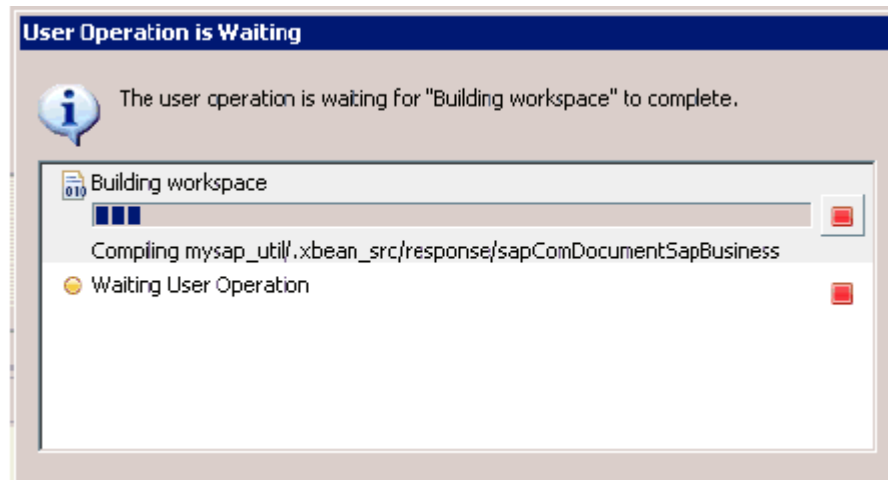 User Operation is Waiting
The user operation is waiting for "Building workspace" to complete.
010
Building workspace
Compiling mysap_util/.xbean_src/response/sapComDocumentSapBusiness
Waiting User Operation